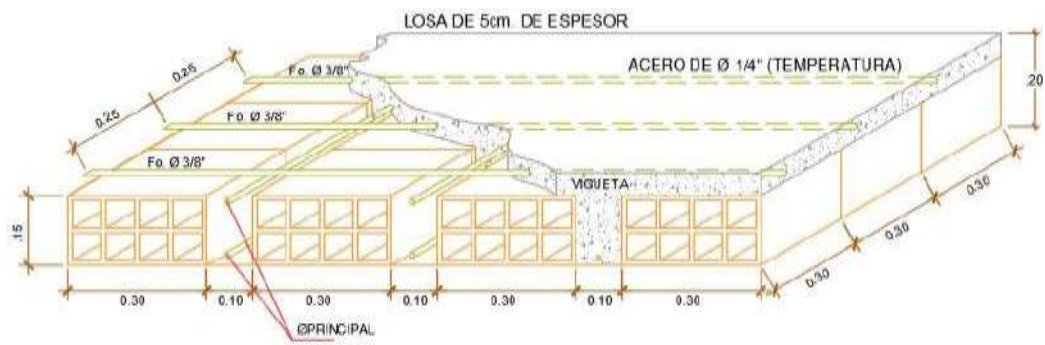 LOSA DE 5cm. DE ESPESOR
ACERO DE Ø 1/4" (TEMPERATURA)
Fo. Ø 3/8"
Fo. Ø 3/8"
Fo. Ø 3/8"
0.25
0.25
.20
VIGUETA
.15
0.30
0.30
0.30
0.30
0.10
0.30
0.10
0.30
0.10
0.30
ØPRINCIPAL